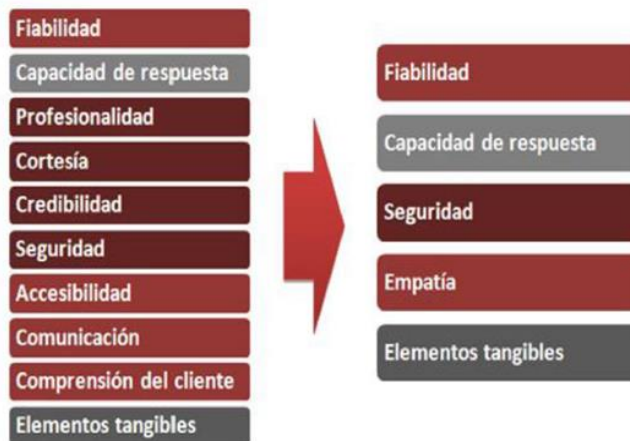 Fiabilidad
Capacidad de respuesta
Profesionalidad
Cortesía
Credibilidad
Seguridad
Accesibilidad
Comunicación
Comprensión del cliente
Elementos tangibles
Fiabilidad
Capacidad de respuesta
Seguridad
Empatía
Elementos tangibles